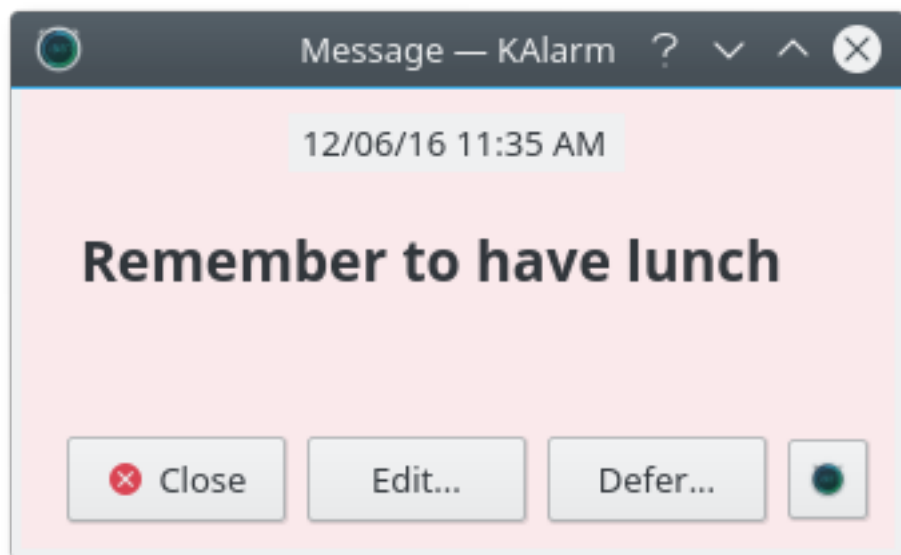 Message — KAlarm
12/06/16 11:35 AM
Remember to have lunch
Close Edit... Defer...